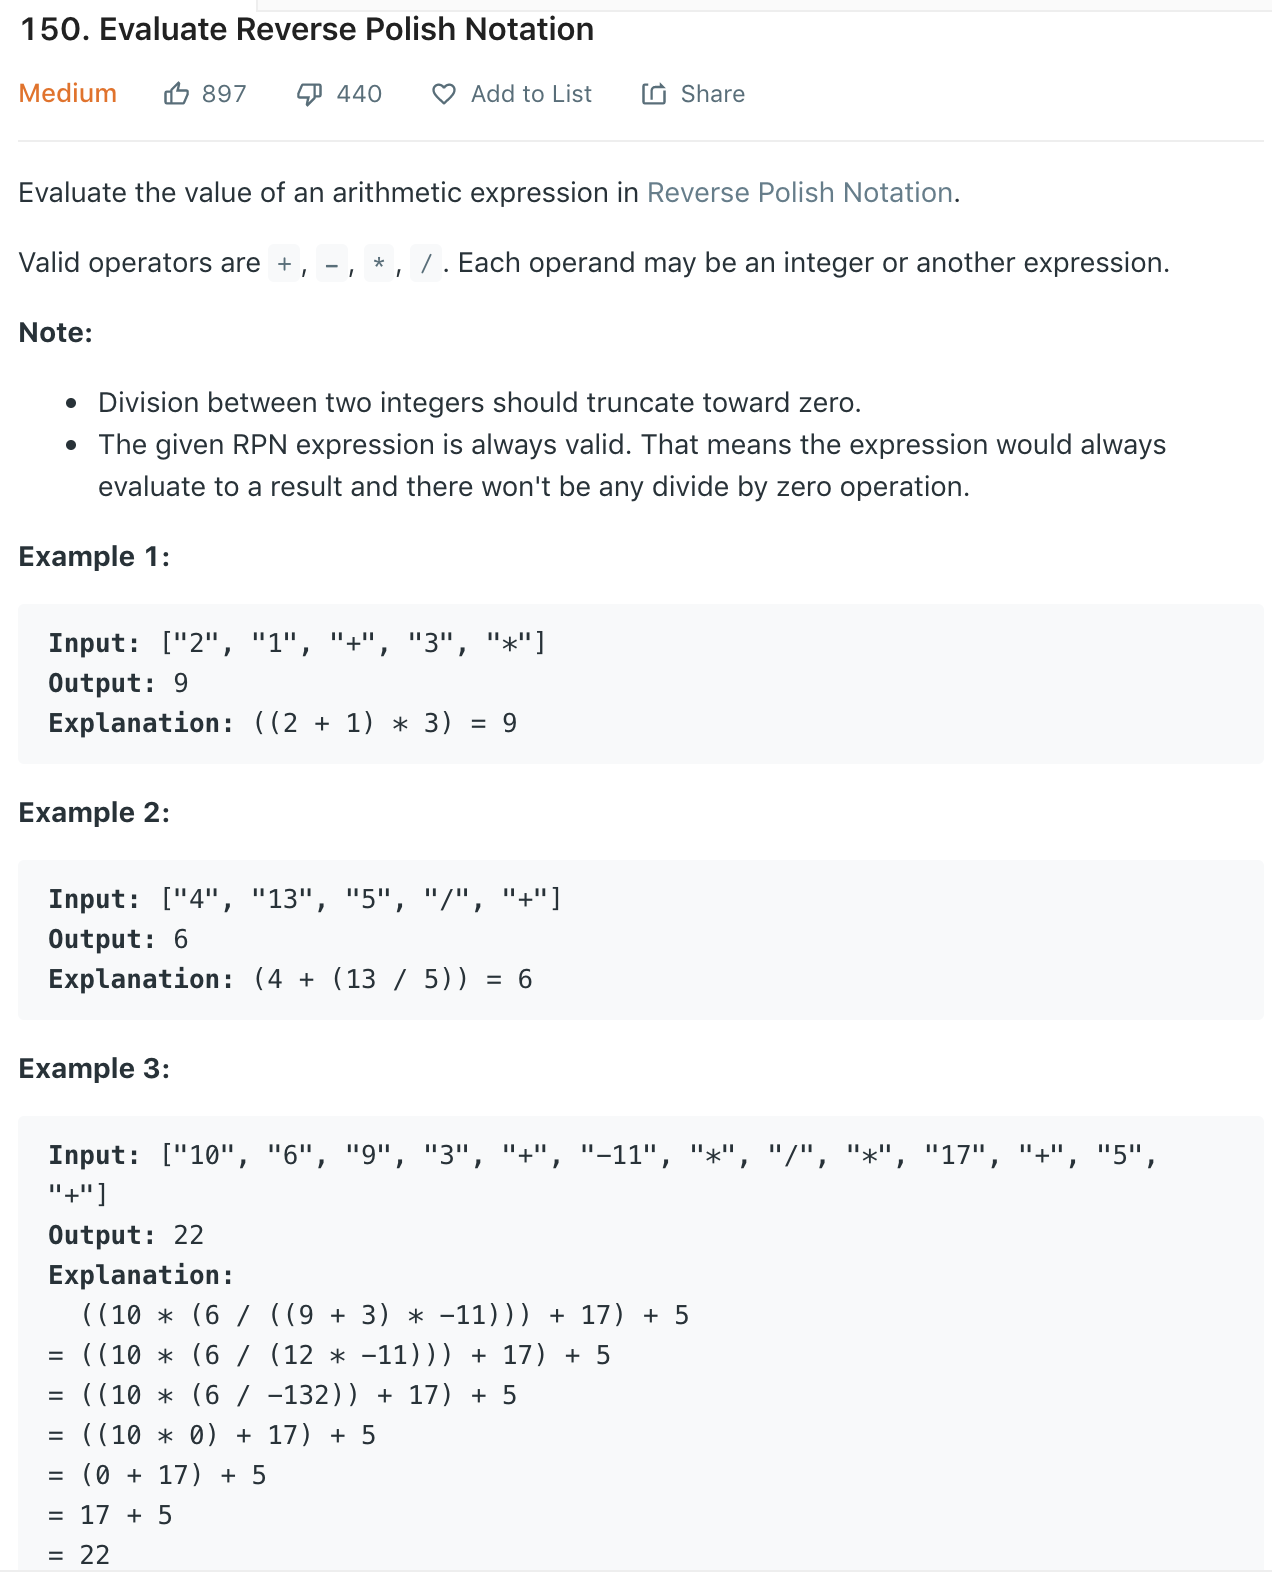 150. Evaluate Reverse Polish Notation
Medium 897 440 Add to List Share
Evaluate the value of an arithmetic expression in Reverse Polish Notation.
Valid operators are +, -, *, /. Each operand may be an integer or another expression.
Note:
• Division between two integers should truncate toward zero.
• The given RPN expression is always valid. That means the expression would always
evaluate to a result and there won't be any divide by zero operation.
Example 1:
Input: ["2", "1", "+", "3", "*"]
Output: 9
Explanation: ((2 + 1) * 3) = 9
Example 2:
Input: ["4", "13", "5", "/", "+"]
Output: 6
Explanation: (4 + (13 / 5)) = 6
Example 3:
Input: ["10", "6", "9", "3", "+", "-11", "*", "/", "*", "17", "+", "5",
"+"]
Output: 22
Explanation:
((10 * (6 / ((9 + 3) * -11))) + 17) + 5
= ((10 * (6 / (12 * -11))) + 17) + 5
= ((10 * (6 / -132)) + 17) + 5
= ((10 * 0) + 17) + 5
= (0 + 17) + 5
= 17 + 5
= 22